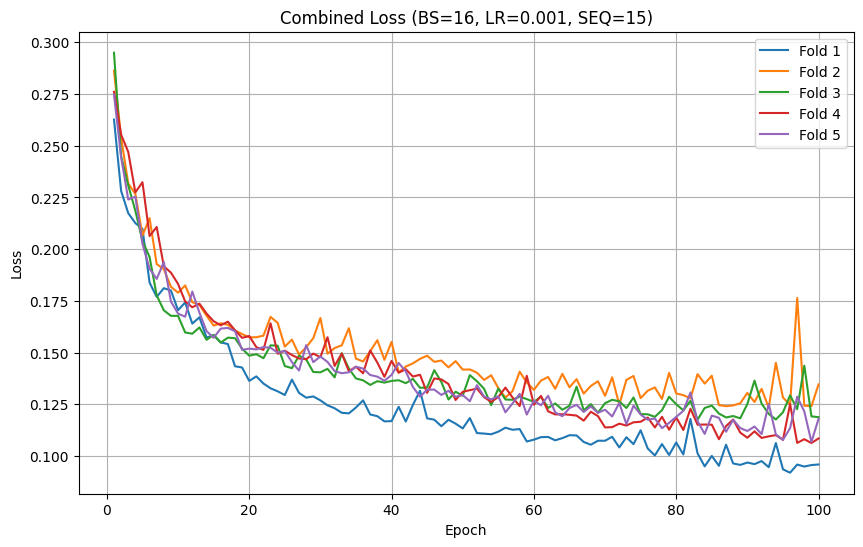 Combined Loss (BS=16, LR=0.001, SEQ=15)
0.300
0.275
0.250
0.225
0.200
0.175
0.150
0.125
0.100
Loss
0
20
40
60
80
100
Epoch
Fold 1
Fold 2
Fold 3
Fold 4
Fold 5